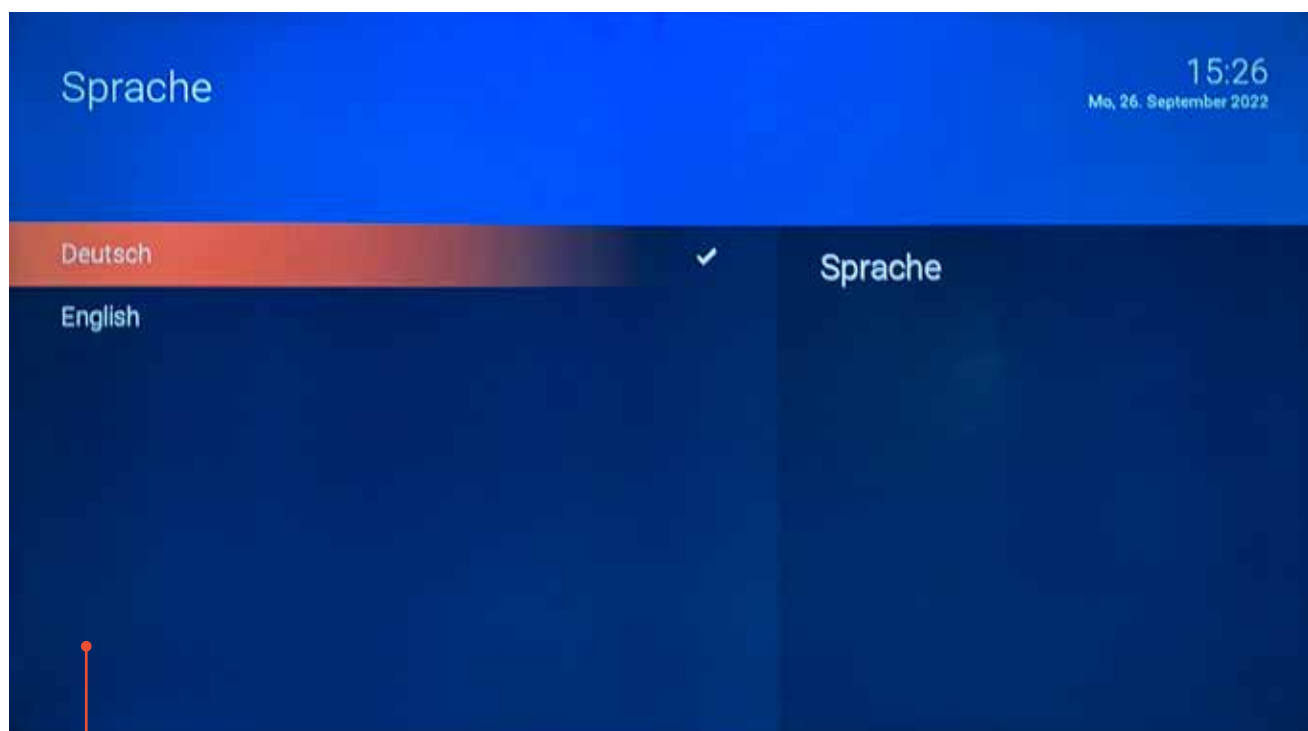 Sprache
15:26
Mo, 26. September 2022
Deutsch
Sprache
English